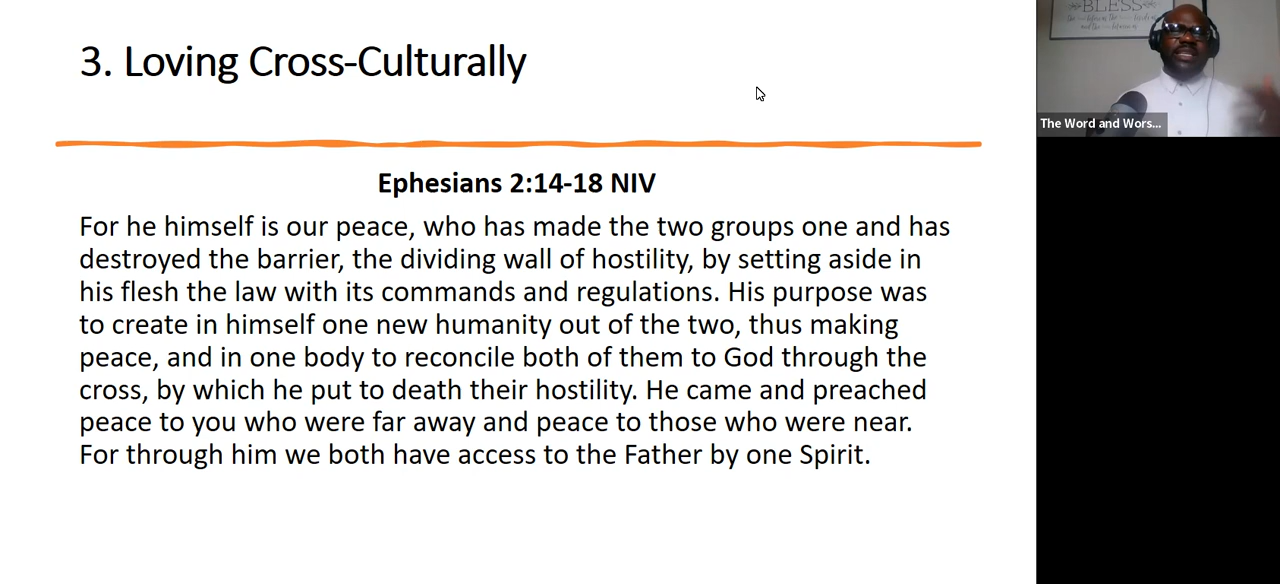 3. Loving Cross-Culturally
Ephesians 2:14-18 NIV
For he himself is our peace, who has made the two groups one and has
destroyed the barrier, the dividing wall of hostility, by setting aside in
his flesh the law with its commands and regulations. His purpose was
to create in himself one new humanity out of the two, thus making
peace, and in one body to reconcile both of them to God through the
cross, by which he put to death their hostility. He came and preached
peace to you who were far away and peace to those who were near.
For through him we both have access to the Father by one Spirit.
BLESS
The Word and Wors...